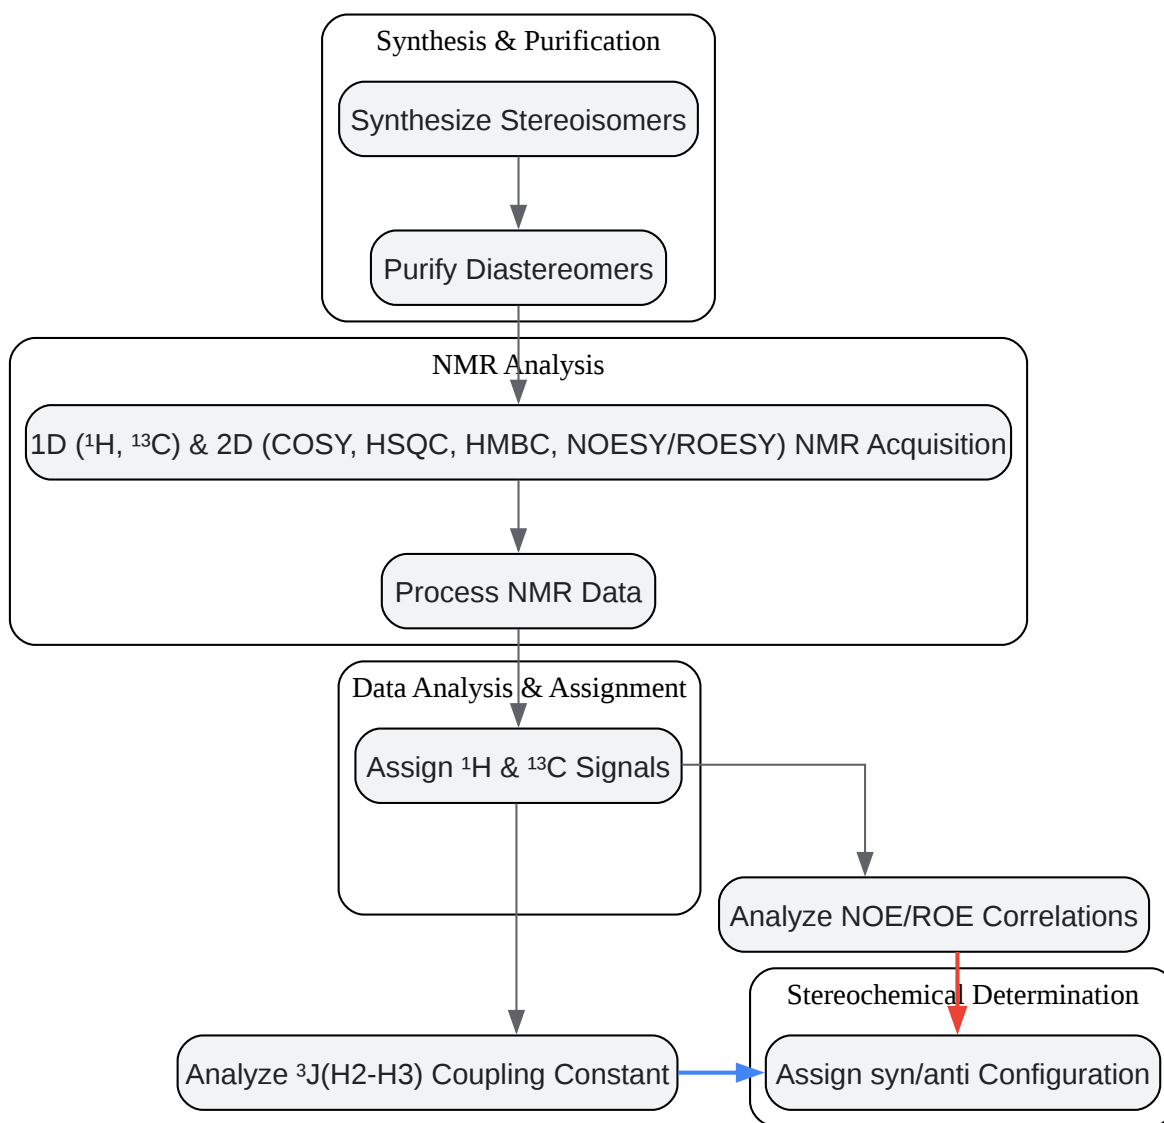 Synthesis & Purification
Synthesize Stereoisomers
Purify Diastereomers
NMR Analysis
1D (¹H, ¹³C) & 2D (COSY, HSQC, HMBC, NOESY/ROESY) NMR Acquisition
Process NMR Data
Data Analysis & Assignment
Assign ¹H & ¹³C Signals
Analyze NOE/ROE Correlations
Stereochemical Determination
Analyze ³J(H2-H3) Coupling Constant
Assign syn/anti Configuration